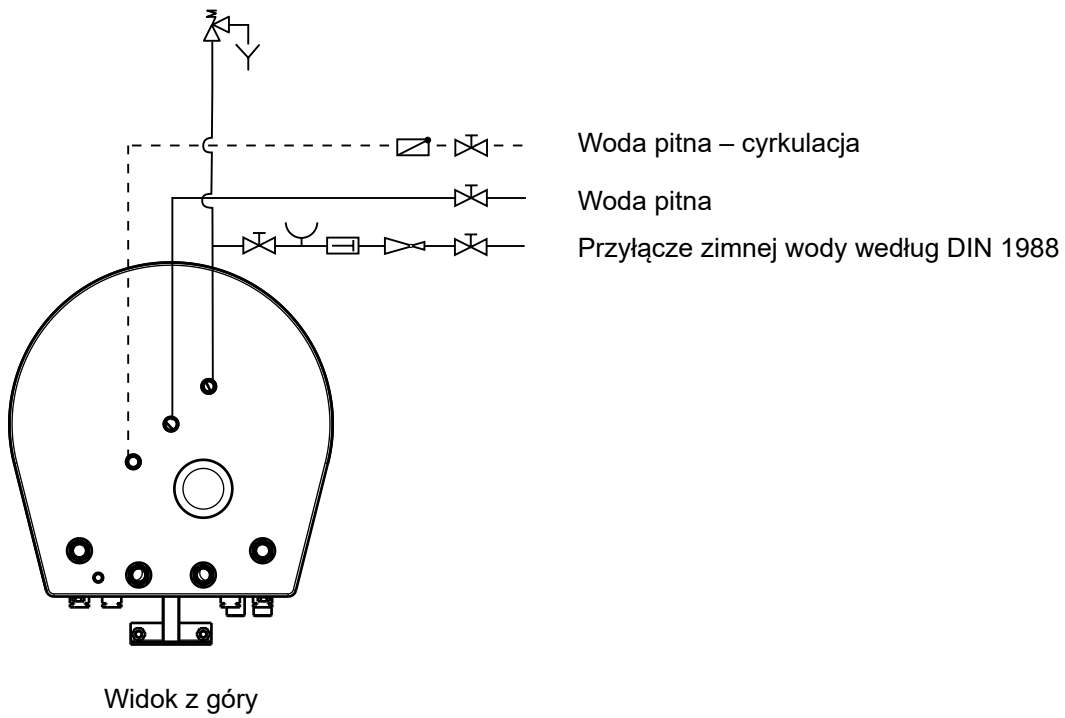 Woda pitna – cyrkulacja
Woda pitna
Przyłącze zimnej wody według DIN 1988
Widok z góry